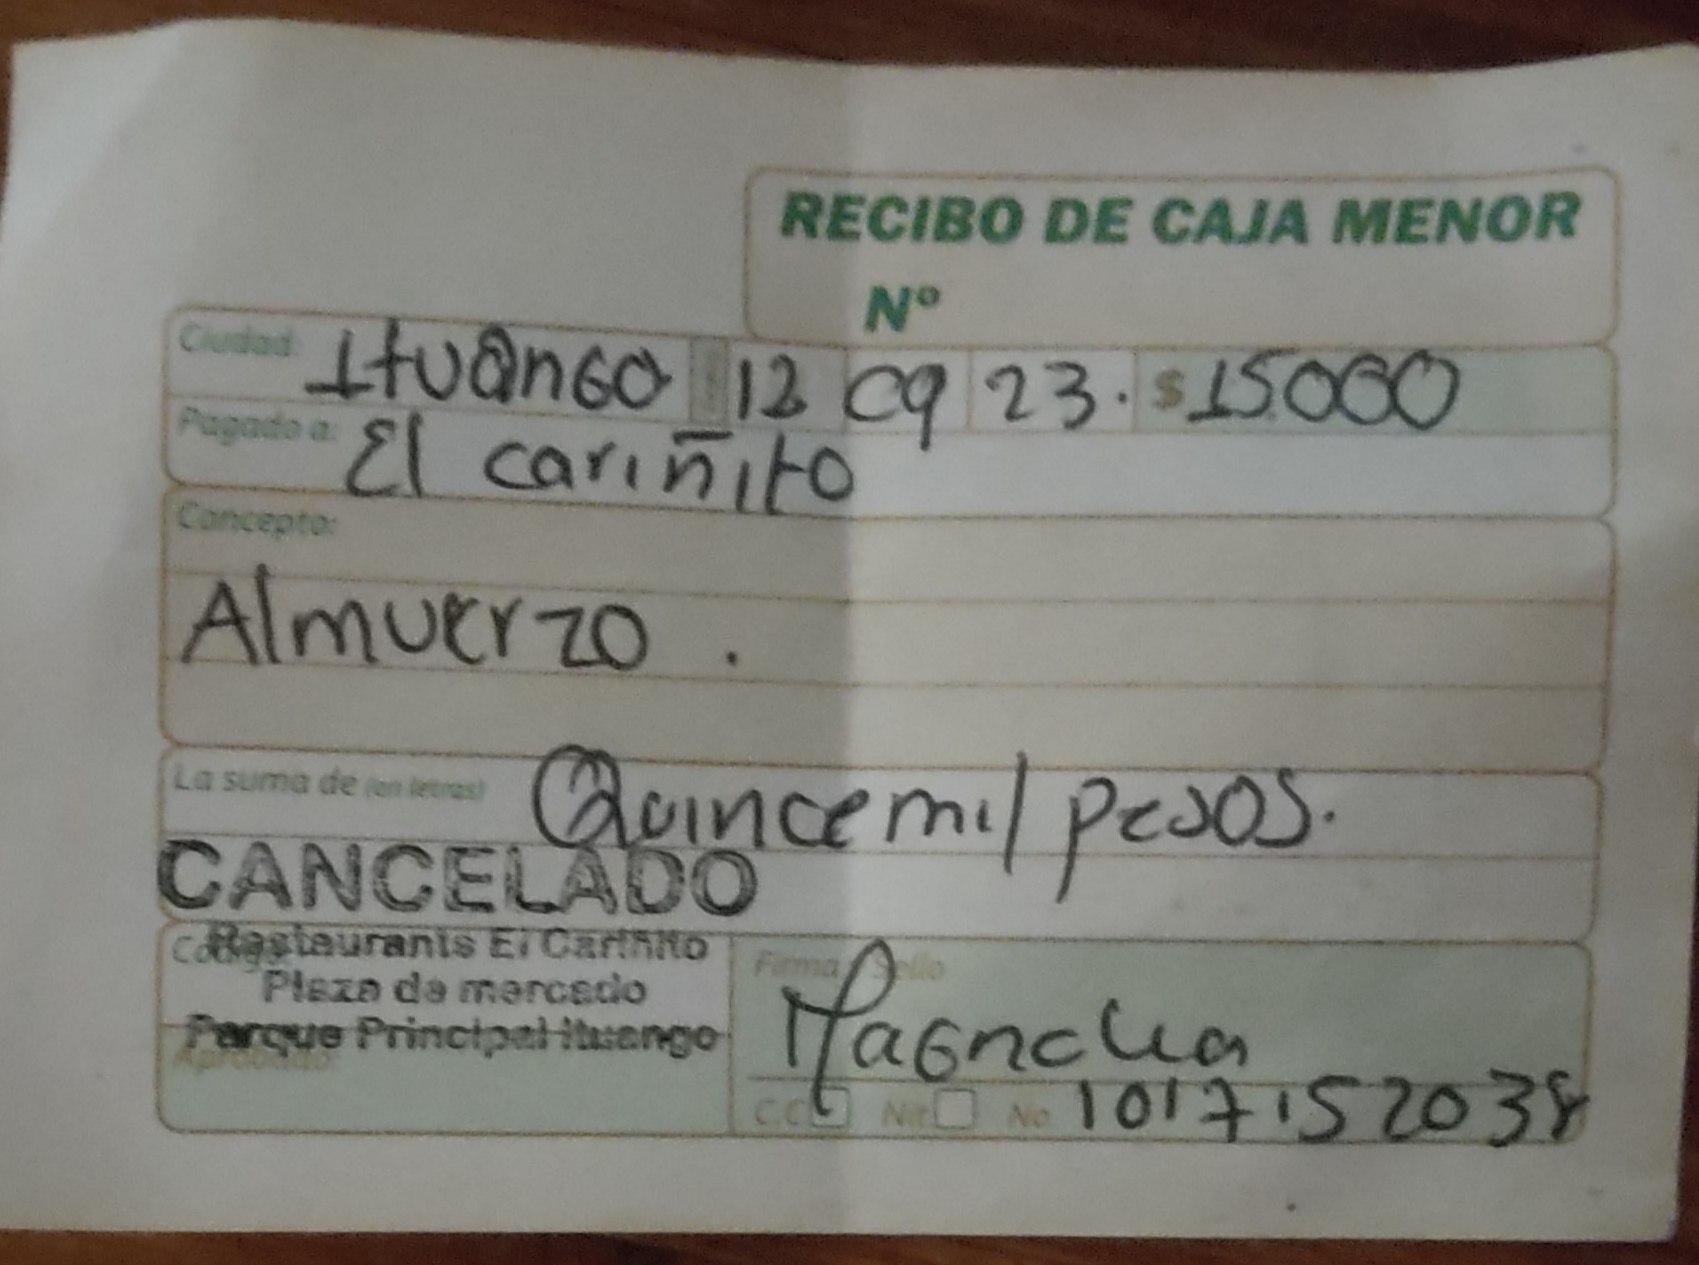 RECIBO DE CAJA MENOR
Nº
Ciudad: Ituango 12 09 23. $ 15000
Pagado a: El cariñito
Concepto:
Almuerzo.
La suma de (en letras) Quince mil pesos.
CANCELADO
Restaurante El Cariñito
Plaza de mercado
Parque Principal Ituango
Aprobado:
Firma Sello
Magnolia
C.C. Nit. No 1017152038